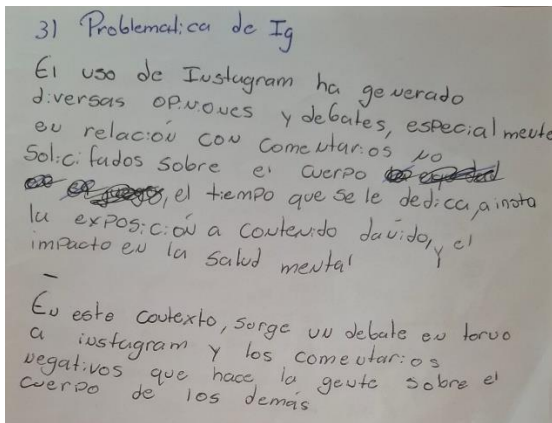 3) Problematica de Ig
El uso de Instagram ha generado
diversas opiniones y debates, especialmente
en relación con comentarios no
Solicitados sobre el cuerpo
, el tiempo que se le dedica, a insta
la exposición a contenido davido, y el
impacto en la salud mental
En este contexto, surge un debate en torno
a instagram y los comentarios
negativos que hace la gente sobre el
cuerpo de los demás